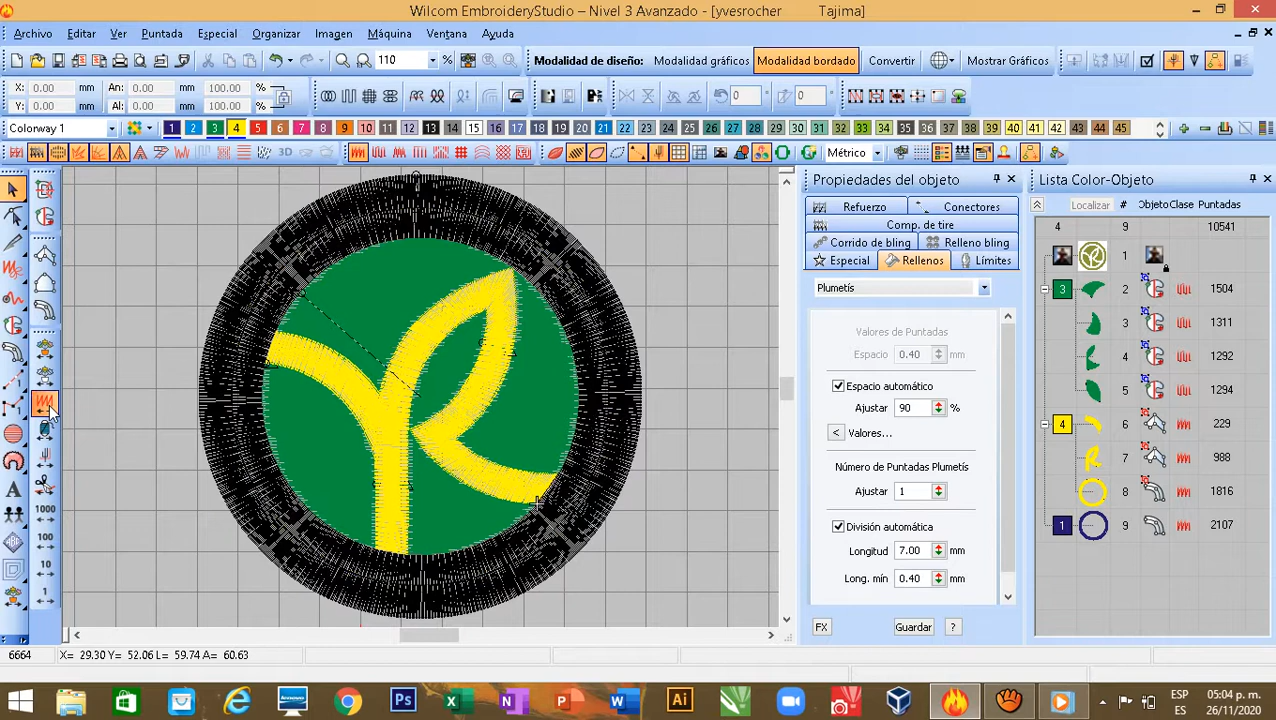 Wilcom EmbroideryStudio – Nivel 3 Avanzado - [yvesrocher Tajima]
Archivo Editar Ver Puntada Especial Organizar Imagen Máquina Ventana Ayuda
110 % Modalidad de diseño: Modalidad gráficos Modalidad bordado Convertir Mostrar Gráficos
X: 0.00 mm An: 0.00 mm 100.00 % 0 ° 0 °
Y: 0.00 mm Al: 0.00 mm 100.00 %
Colorway 1 1 2 3 4 5 6 7 8 9 10 11 12 13 14 15 16 17 18 19 20 21 22 23 24 25 26 27 28 29 30 31 32 33 34 35 36 37 38 39 40 41 42 43 44 45
3D Métrico
Propiedades del objeto
Refuerzo Conectores
Comp. de tire
Corrido de bling Relleno bling
Especial Rellenos Límites
Plumetís
Valores de Puntadas
Espacio 0.40 mm
Espacio automático
Ajustar 90 %
< Valores...
Número de Puntadas Plumetís
Ajustar 1
División automática
Longitud 7.00 mm
Long. mín 0.40 mm
FX Guardar ?
Lista Color-Objeto
Localizar # Objeto Clase Puntadas
4 9 10541
1
3 2 1504
3 1311
4 1292
5 1294
4 6 229
7 988
8 1816
1 9 2107
A
1000
100
10
1
6664 X= 29.30 Y= 52.06 L= 59.74 A= 60.63
lenovo Ps Ai
ESP 05:04 p. m.
ES 26/11/2020